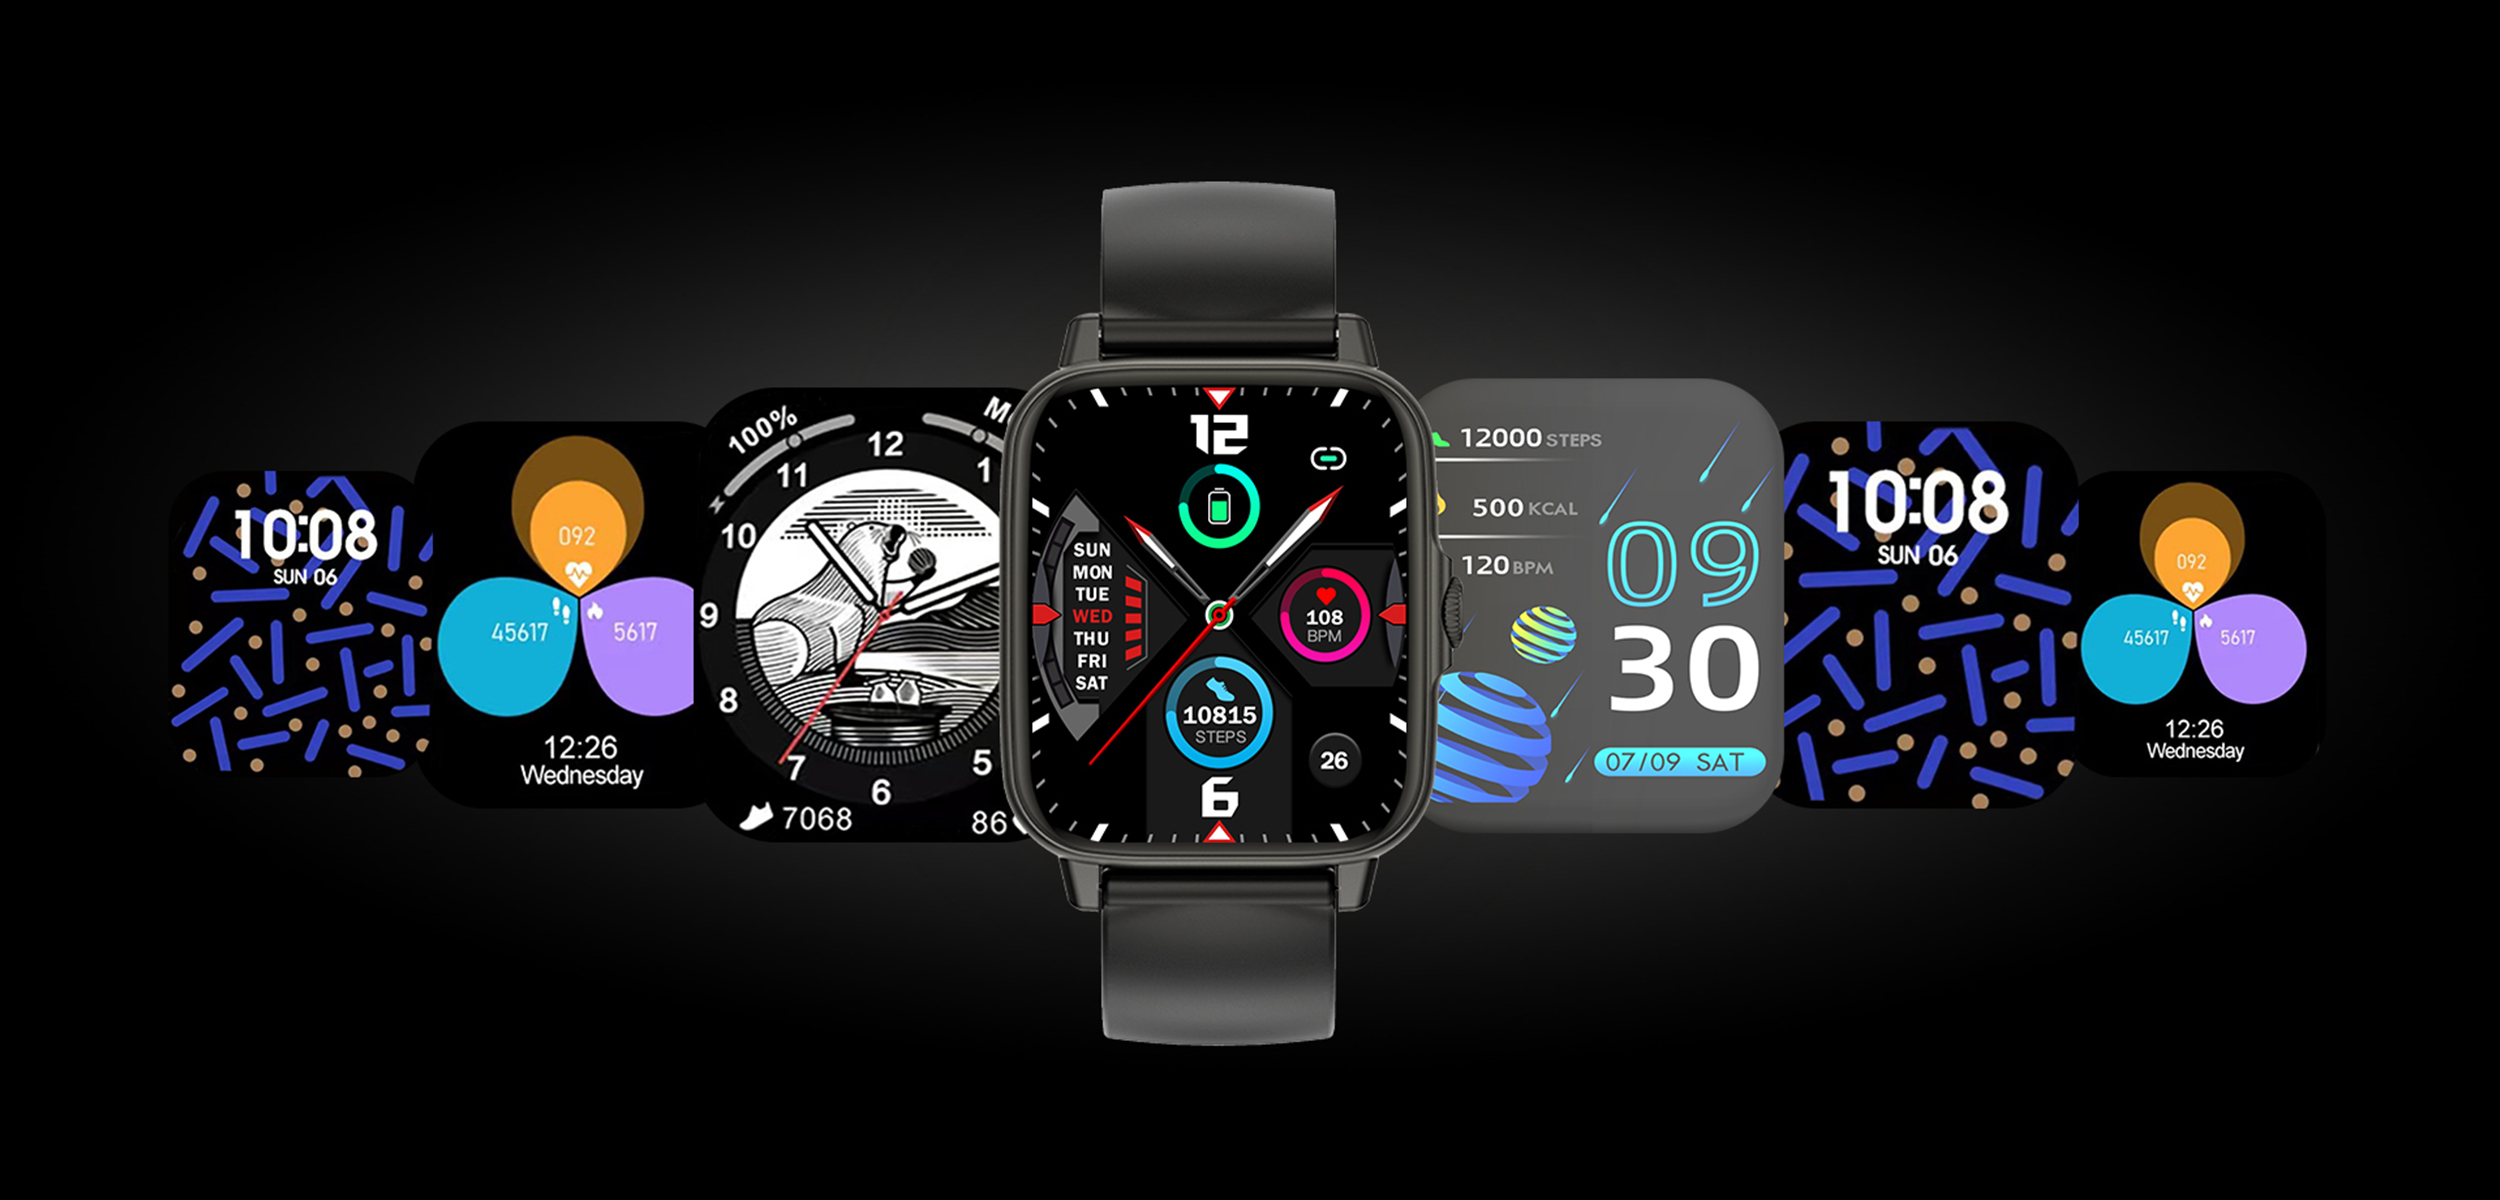 10:08
SUN 06
092
45617
5617
12:26
Wednesday
100%
12
11
1
10
9
8
7
6
5
7068
86
12
SUN
MON
TUE
WED
THU
FRI
SAT
108
BPM
10815
STEPS
26
6
12000 STEPS
500 KCAL
120 BPM
09
30
07/09 SAT
10:08
SUN 06
092
45617
5617
12:26
Wednesday